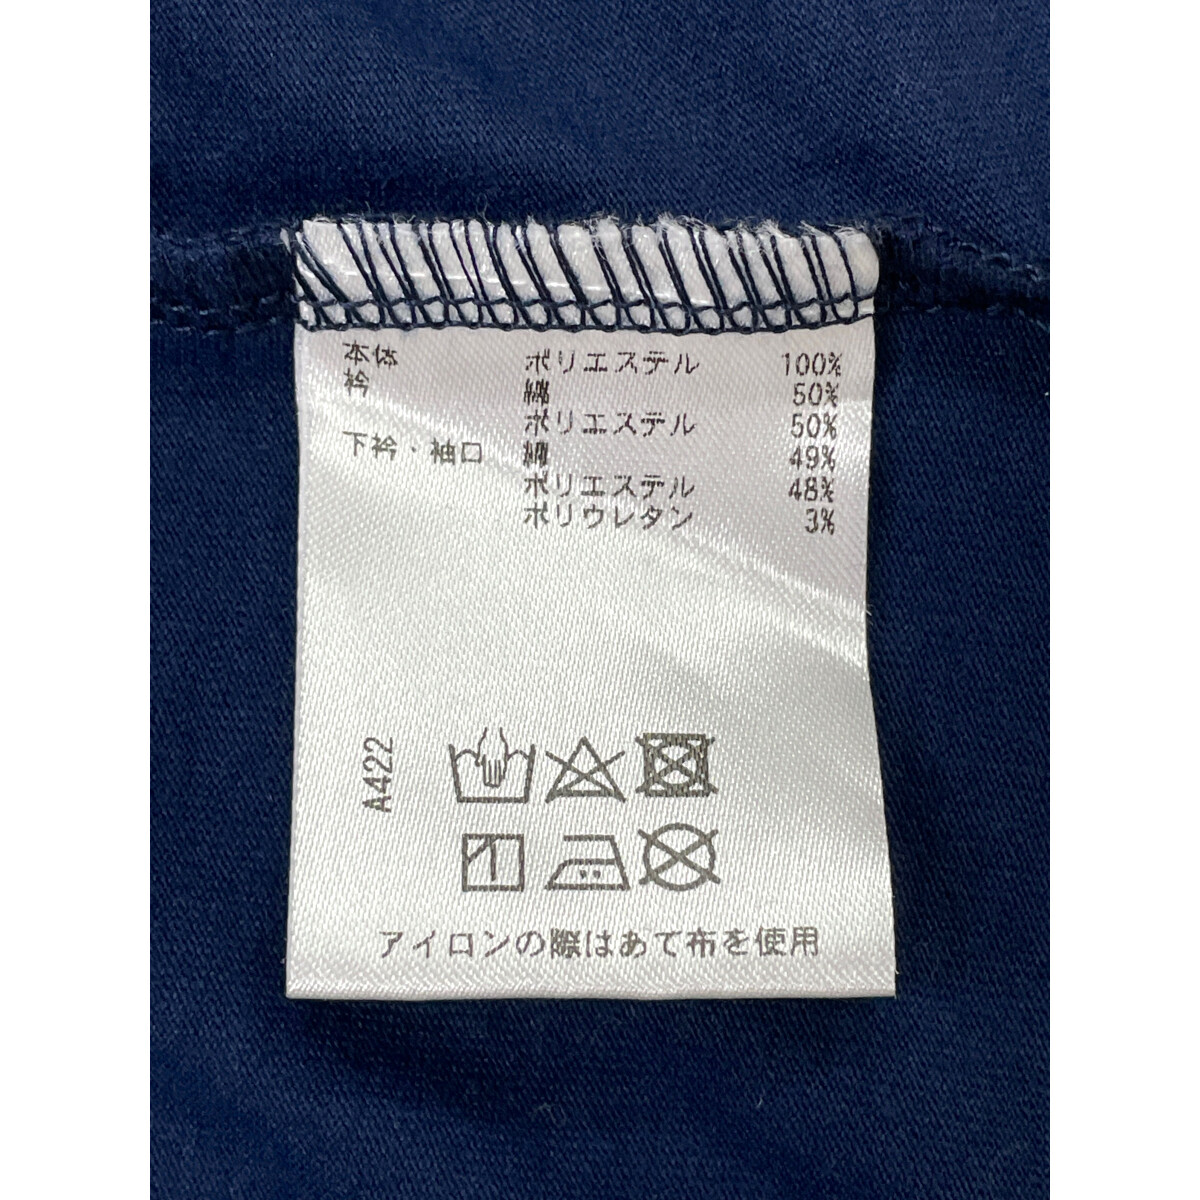 本体 ポリエステル 100%
衿 綿 50%
ポリエステル 50%
下衿・袖口 綿 49%
ポリエステル 48%
ポリウレタン 3%
A422
アイロンの際はあて布を使用